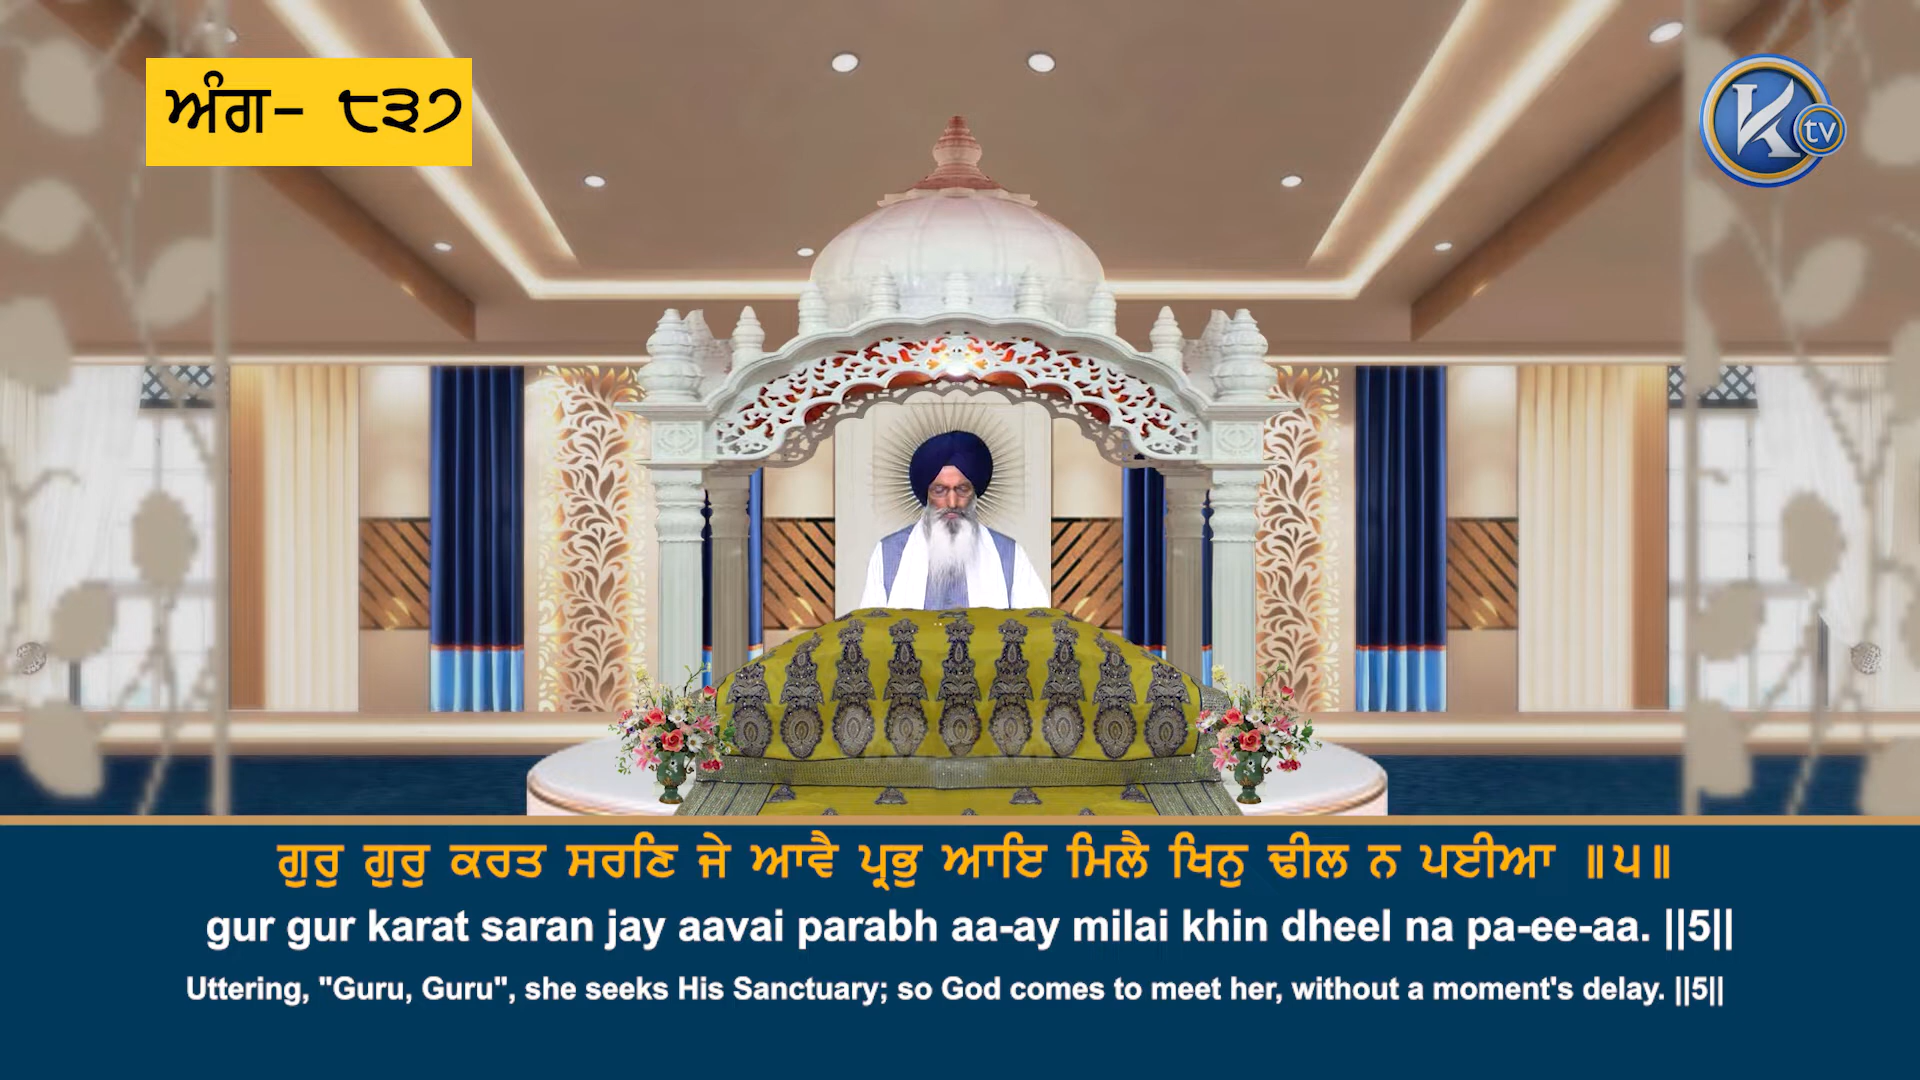 ਅੰਗ- ੮੩੭
K tv
ਗੁਰੁ ਗੁਰੁ ਕਰਤ ਸਰਣਿ ਜੇ ਆਵੈ ਪ੍ਰਭੁ ਆਇ ਮਿਲੈ ਖਿਨੁ ਢੀਲ ਨ ਪਈਆ ॥੫॥
gur gur karat saran jay aavai parabh aa-ay milai khin dheel na pa-ee-aa. ||5||
Uttering, "Guru, Guru", she seeks His Sanctuary; so God comes to meet her, without a moment's delay. ||5||